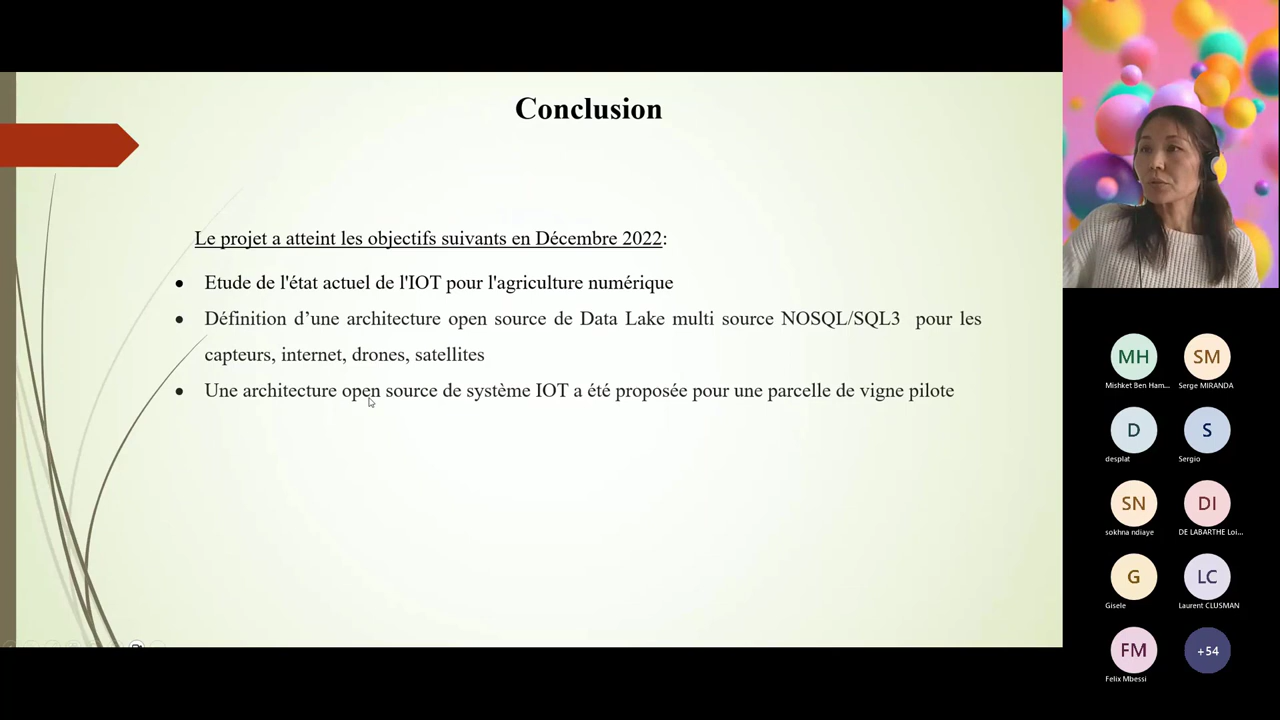 Conclusion
Le projet a atteint les objectifs suivants en Décembre 2022:
• Etude de l'état actuel de l'IOT pour l'agriculture numérique
• Définition d’une architecture open source de Data Lake multi source NOSQL/SQL3 pour les
capteurs, internet, drones, satellites
• Une architecture open source de système IOT a été proposée pour une parcelle de vigne pilote
MH
SM
Mishket Ben Ham...
Serge MIRANDA
D
S
desplat
Sergio
SN
DI
sokhna ndiaye
DE LABARTHE Loi...
G
LC
Gisele
Laurent CLUSMAN
FM
+54
Felix Mbessi